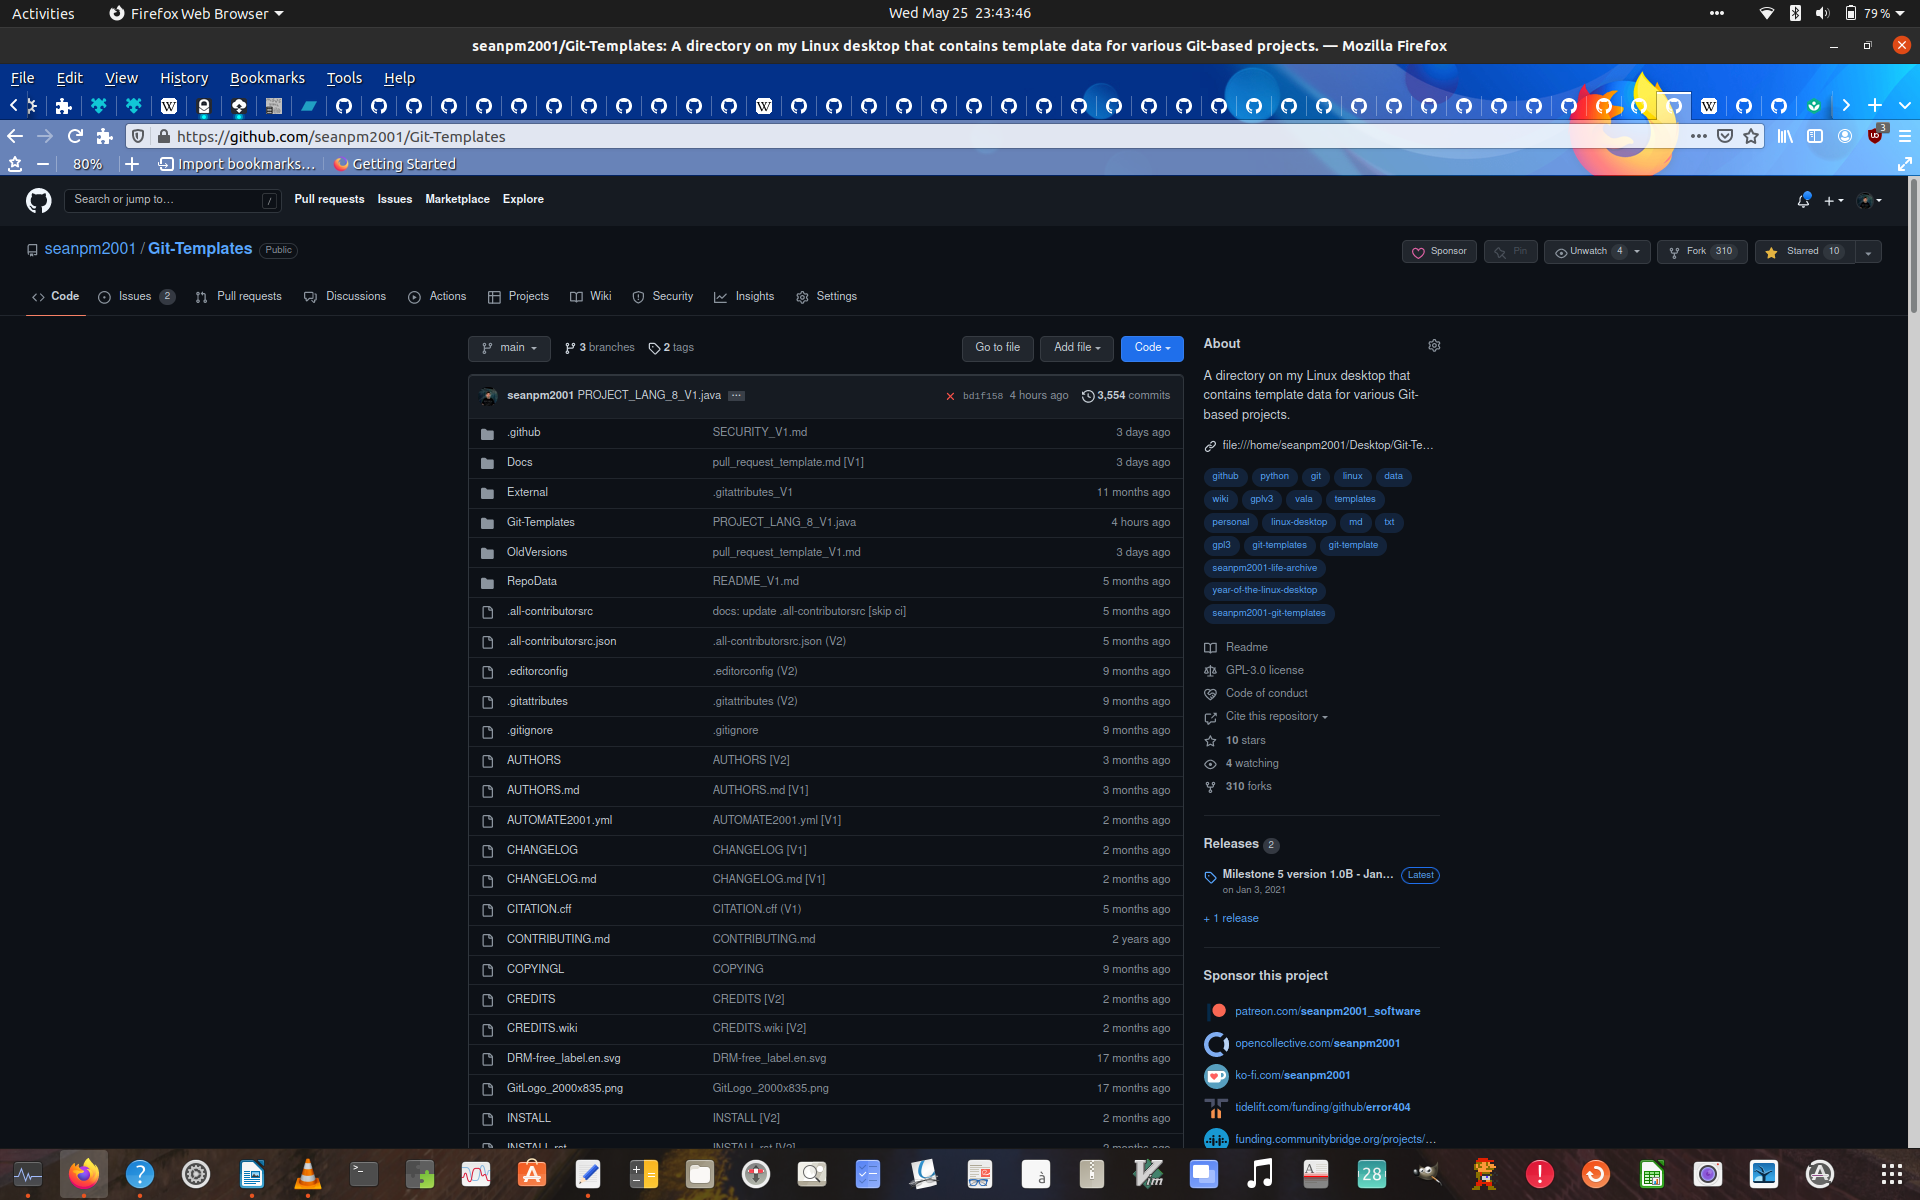 Activities Firefox Web Browser Wed May 25 23:43:46 79 %
seanpm2001/Git-Templates: A directory on my Linux desktop that contains template data for various Git-based projects. — Mozilla Firefox
File Edit View History Bookmarks Tools Help
https://github.com/seanpm2001/Git-Templates 3
80% Import bookmarks... Getting Started
Search or jump to... / Pull requests Issues Marketplace Explore
seanpm2001 / Git-Templates Public Sponsor Pin Unwatch 4 Fork 310 Starred 10
Code Issues 2 Pull requests Discussions Actions Projects Wiki Security Insights Settings
main 3 branches 2 tags Go to file Add file Code
seanpm2001 PROJECT_LANG_8_V1.java ... bd1f158 4 hours ago 3,554 commits
.github SECURITY_V1.md 3 days ago
Docs pull_request_template.md [V1] 3 days ago
External .gitattributes_V1 11 months ago
Git-Templates PROJECT_LANG_8_V1.java 4 hours ago
OldVersions pull_request_template_V1.md 3 days ago
RepoData README_V1.md 5 months ago
.all-contributorsrc docs: update .all-contributorsrc [skip ci] 5 months ago
.all-contributorsrc.json .all-contributorsrc.json (V2) 5 months ago
.editorconfig .editorconfig (V2) 9 months ago
.gitattributes .gitattributes (V2) 9 months ago
.gitignore .gitignore 9 months ago
AUTHORS AUTHORS [V2] 3 months ago
AUTHORS.md AUTHORS.md [V1] 3 months ago
AUTOMATE2001.yml AUTOMATE2001.yml [V1] 2 months ago
CHANGELOG CHANGELOG [V1] 2 months ago
CHANGELOG.md CHANGELOG.md [V1] 2 months ago
CITATION.cff CITATION.cff (V1) 5 months ago
CONTRIBUTING.md CONTRIBUTING.md 2 years ago
COPYINGL COPYING 9 months ago
CREDITS CREDITS [V2] 2 months ago
CREDITS.wiki CREDITS.wiki [V2] 2 months ago
DRM-free_label.en.svg DRM-free_label.en.svg 17 months ago
GitLogo_2000x835.png GitLogo_2000x835.png 17 months ago
INSTALL INSTALL [V2] 2 months ago
About
A directory on my Linux desktop that
contains template data for various Git-
based projects.
file:///home/seanpm2001/Desktop/Git-Te...
github python git linux data
wiki gplv3 vala templates
personal linux-desktop md txt
gpl3 git-templates git-template
seanpm2001-life-archive
year-of-the-linux-desktop
seanpm2001-git-templates
Readme
GPL-3.0 license
Code of conduct
Cite this repository
10 stars
4 watching
310 forks
Releases 2
Milestone 5 version 1.0B - Jan... Latest
on Jan 3, 2021
+ 1 release
Sponsor this project
patreon.com/seanpm2001_software
opencollective.com/seanpm2001
ko-fi.com/seanpm2001
tidelift.com/funding/github/error404
funding.communitybridge.org/projects/...
28